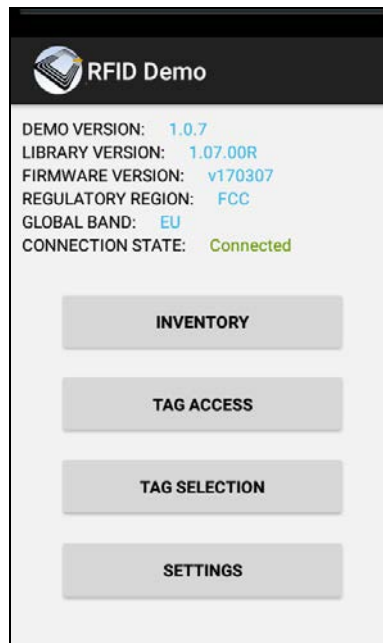 RFID Demo
DEMO VERSION: 1.0.7
LIBRARY VERSION: 1.07.00R
FIRMWARE VERSION: v170307
REGULATORY REGION: FCC
GLOBAL BAND: EU
CONNECTION STATE: Connected
INVENTORY
TAG ACCESS
TAG SELECTION
SETTINGS